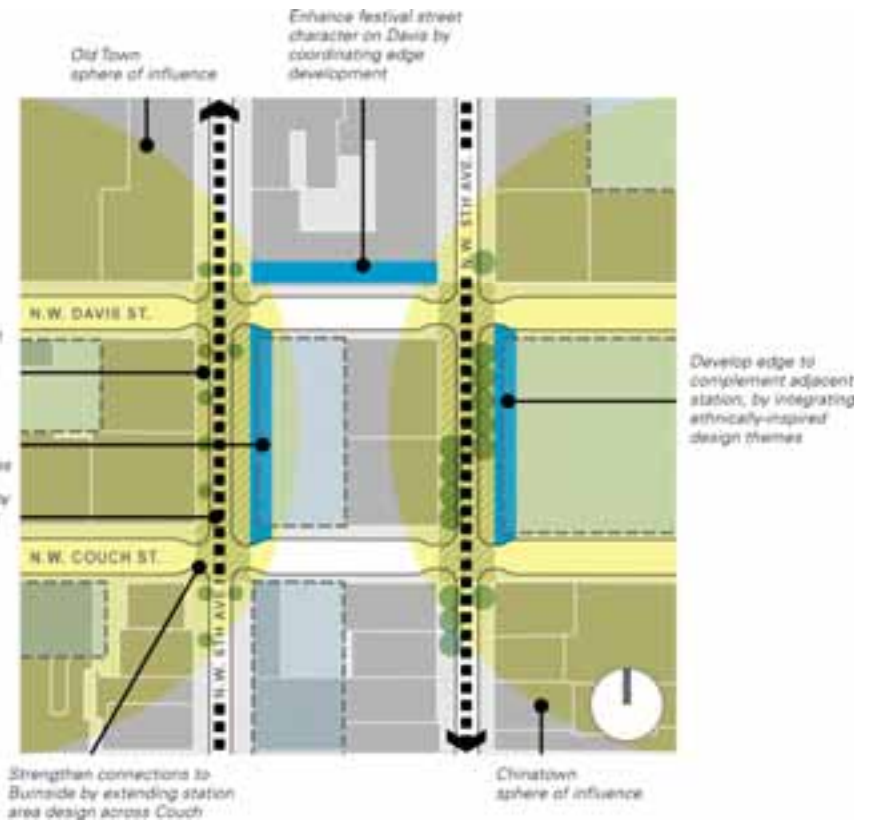 Enhance festival street
character on Davis by
coordinating edge
development
Old Town
sphere of influence
N.W. 5TH AVE.
N.W. DAVIS ST.
Develop edge to
complement adjacent
station, by integrating
ethnically-inspired
design themes
N.W. COUCH ST.
N.W. 6TH AVE
Strengthen connections to
Burnside by extending station
area design across Couch
Chinatown
sphere of influence